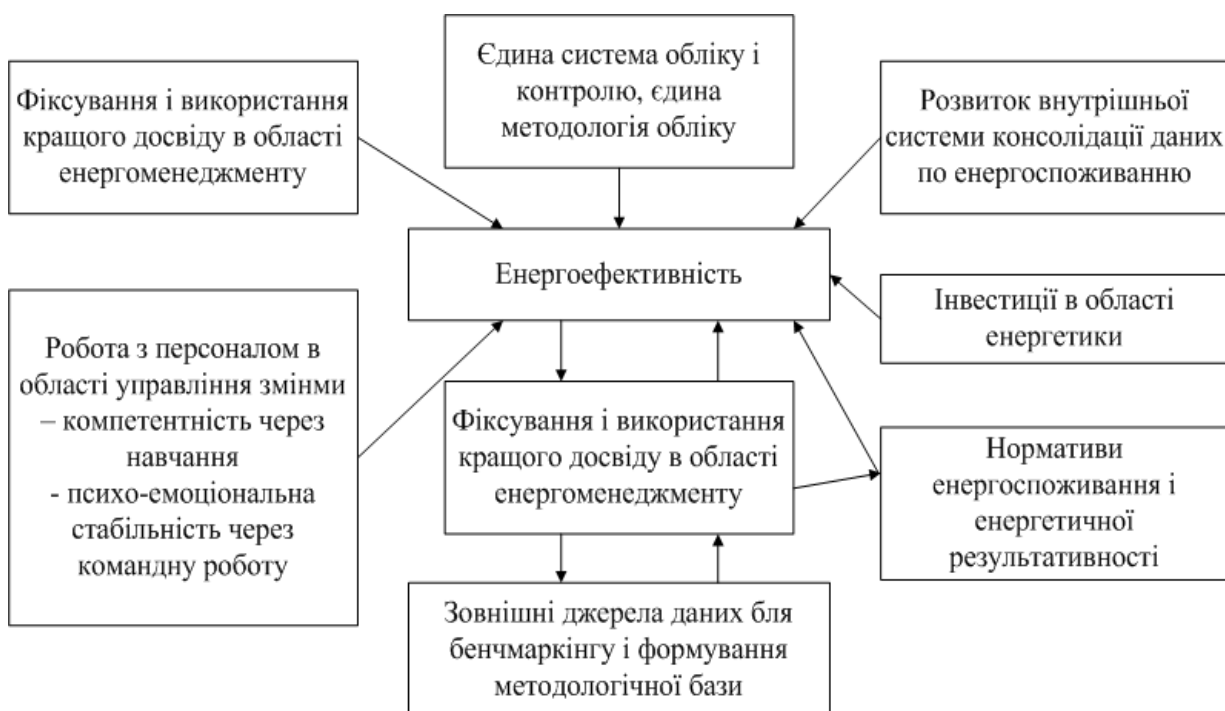 Єдина система обліку і
контролю, єдина
методологія обліку
Фіксування і використання
кращого досвіду в області
енергоменеджменту
Розвиток внутрішньої
системи консолідації даних
по енергоспоживанню
Енергоефективність
Інвестиції в області
енергетики
Робота з персоналом в
області управління змінми
– компетентність через
навчання
- психо-емоціональна
стабільність через
командну роботу
Фіксування і використання
кращого досвіду в області
енергоменеджменту
Нормативи
енергоспоживання і
енергетичної
результативності
Зовнішні джерела даних бля
бенчмаркінгу і формування
методологічної бази